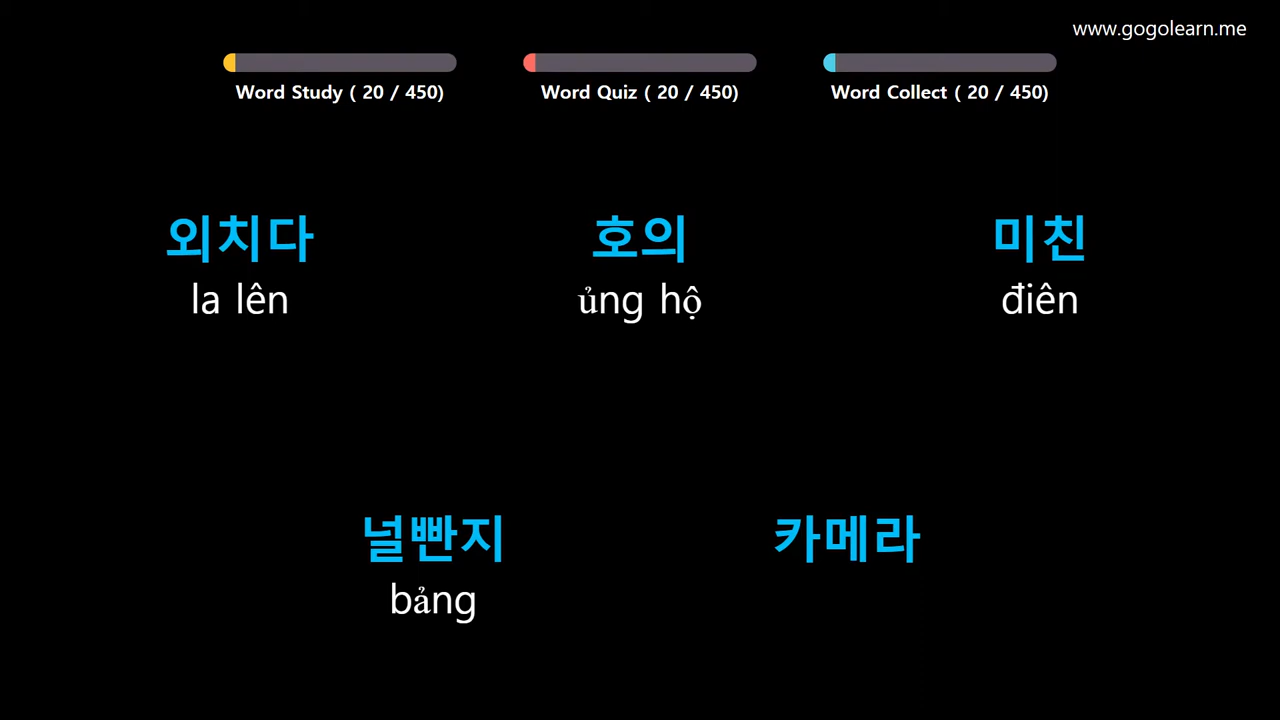 www.gogolearn.me
Word Study ( 20 / 450)
Word Quiz ( 20 / 450)
Word Collect ( 20 / 450)
외치다
la lên
호의
ủng hộ
미친
điên
널빤지
bảng
카메라